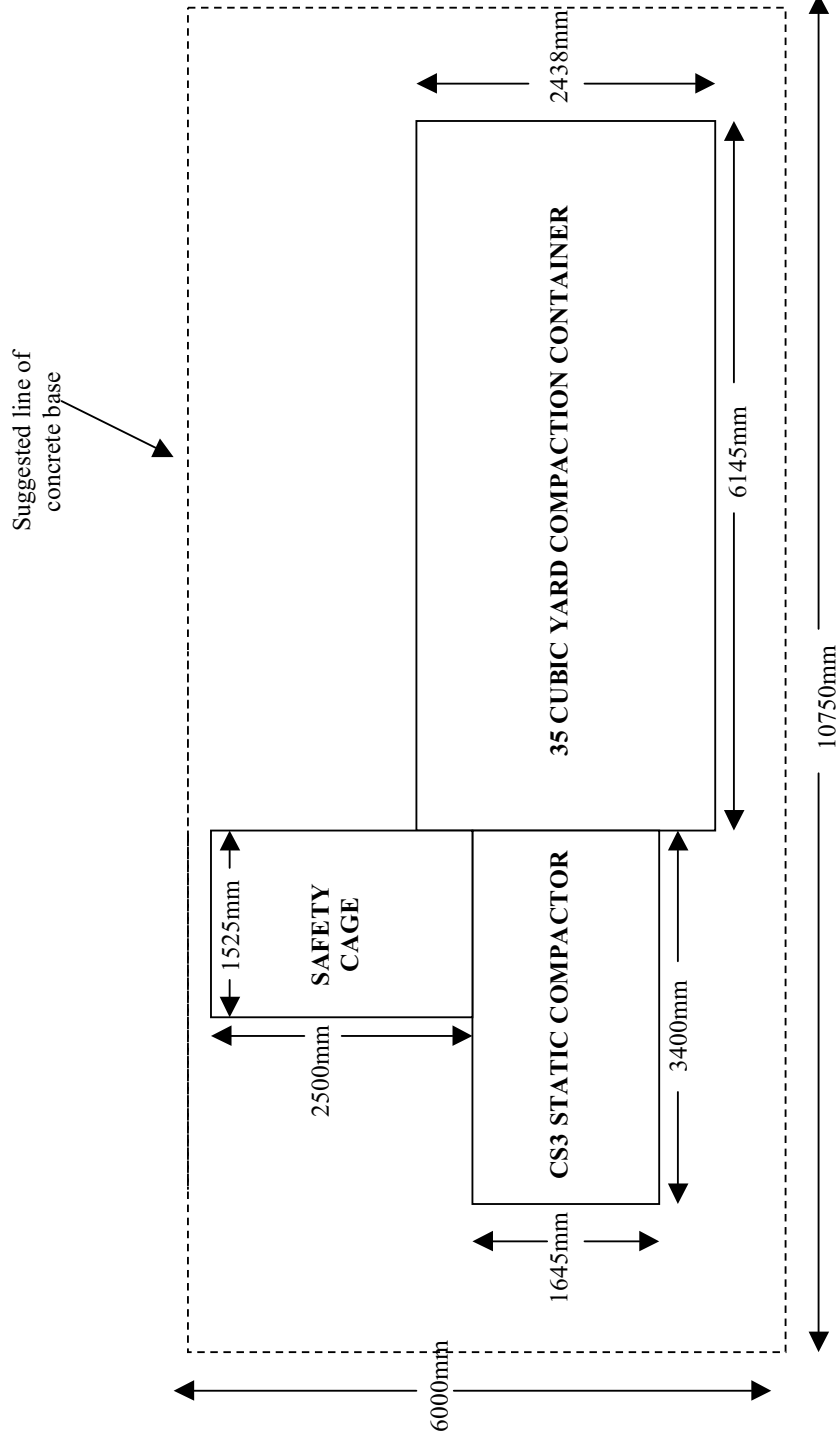 Suggested line of
concrete base
2438mm
35 CUBIC YARD COMPACTION CONTAINER
6145mm
10750mm
1525mm
SAFETY
CAGE
2500mm
CS3 STATIC COMPACTOR
3400mm
1645mm
6000mm